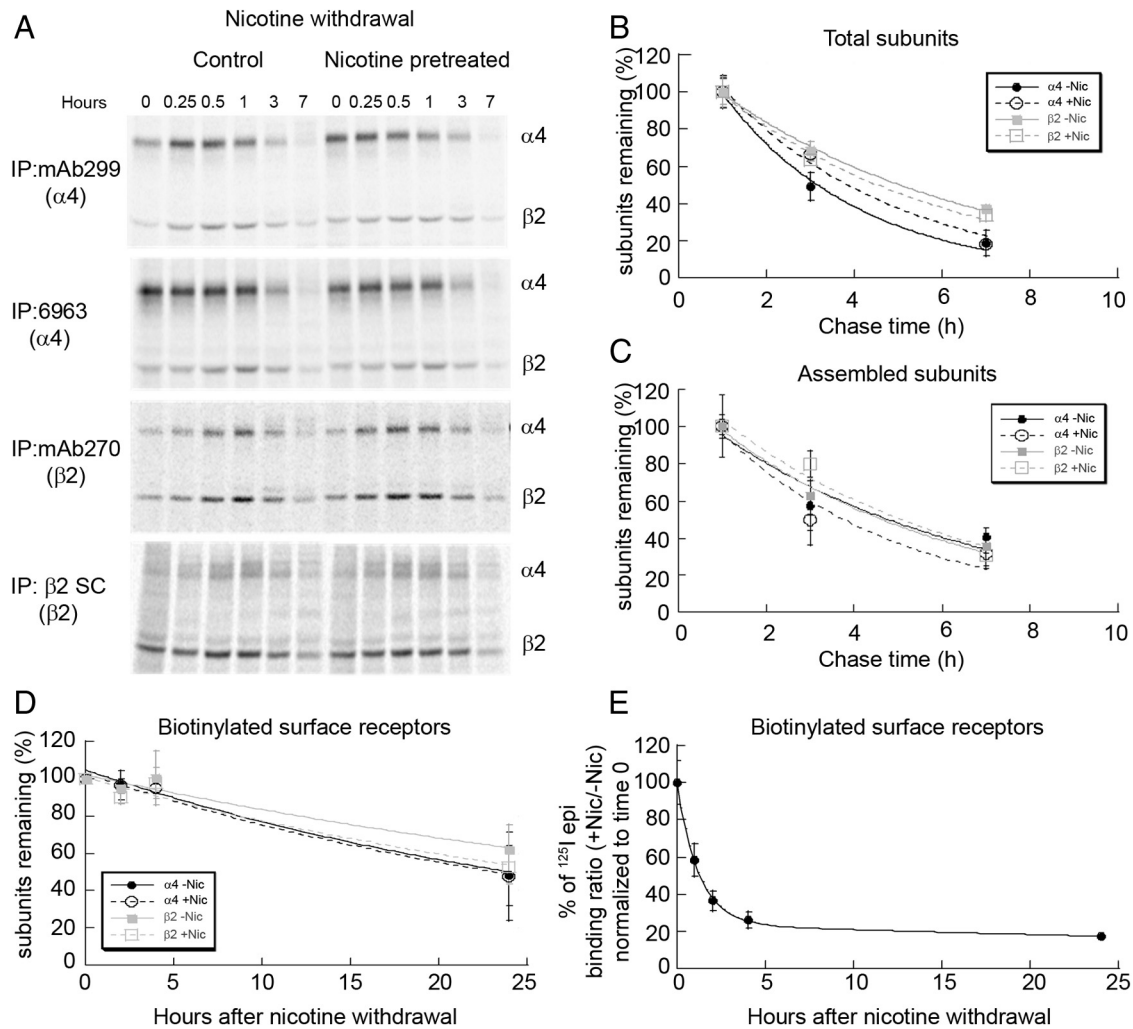 A
Nicotine withdrawal
Control Nicotine pretreated
Hours 0 0.25 0.5 1 3 7 0 0.25 0.5 1 3 7
IP:mAb299
(α4)
α4
β2
IP:6963
(α4)
α4
β2
IP:mAb270
(β2)
α4
β2
IP: β2 SC
(β2)
α4
β2
B
Total subunits
subunits remaining (%)
120
100
80
60
40
20
0
α4 -Nic
α4 +Nic
β2 -Nic
β2 +Nic
0 2 4 6 8 10
Chase time (h)
C
Assembled subunits
subunits remaining (%)
120
100
80
60
40
20
0
α4 -Nic
α4 +Nic
β2 -Nic
β2 +Nic
0 2 4 6 8 10
Chase time (h)
D
Biotinylated surface receptors
subunits remaining (%)
120
100
80
60
40
20
0
α4 -Nic
α4 +Nic
β2 -Nic
β2 +Nic
0 5 10 15 20 25
Hours after nicotine withdrawal
E
Biotinylated surface receptors
% of ¹²⁵I epi
binding ratio (+Nic/-Nic)
normalized to time 0
120
100
80
60
40
20
0
0 5 10 15 20 25
Hours after nicotine withdrawal